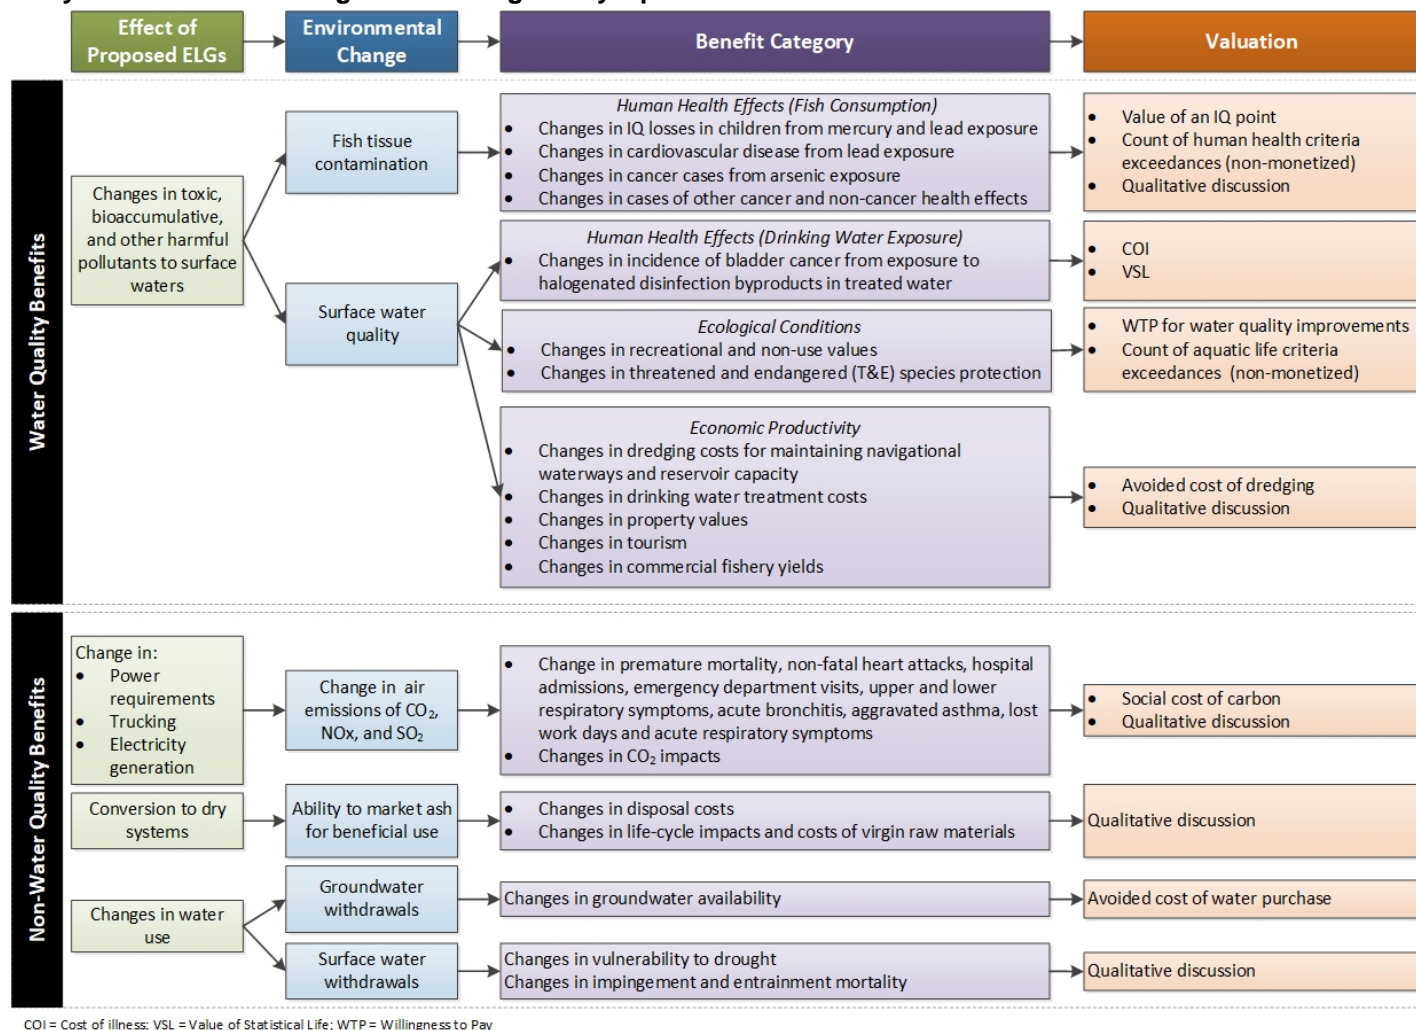 Effect of
Proposed ELGs
Environmental
Change
Benefit Category
Valuation
Water Quality Benefits
Changes in toxic,
bioaccumulative,
and other harmful
pollutants to surface
waters
Fish tissue
contamination
Human Health Effects (Fish Consumption)
• Changes in IQ losses in children from mercury and lead exposure
• Changes in cardiovascular disease from lead exposure
• Changes in cancer cases from arsenic exposure
• Changes in cases of other cancer and non-cancer health effects
• Value of an IQ point
• Count of human health criteria
exceedances (non-monetized)
• Qualitative discussion
Surface water
quality
Human Health Effects (Drinking Water Exposure)
• Changes in incidence of bladder cancer from exposure to
halogenated disinfection byproducts in treated water
• COI
• VSL
Ecological Conditions
• Changes in recreational and non-use values
• Changes in threatened and endangered (T&E) species protection
• WTP for water quality improvements
• Count of aquatic life criteria
exceedances (non-monetized)
Economic Productivity
• Changes in dredging costs for maintaining navigational
waterways and reservoir capacity
• Changes in drinking water treatment costs
• Changes in property values
• Changes in tourism
• Changes in commercial fishery yields
• Avoided cost of dredging
• Qualitative discussion
Non-Water Quality Benefits
Change in:
• Power
requirements
• Trucking
• Electricity
generation
Change in air
emissions of CO₂,
NOx, and SO₂
• Change in premature mortality, non-fatal heart attacks, hospital
admissions, emergency department visits, upper and lower
respiratory symptoms, acute bronchitis, aggravated asthma, lost
work days and acute respiratory symptoms
• Changes in CO₂ impacts
• Social cost of carbon
• Qualitative discussion
Conversion to dry
systems
Ability to market ash
for beneficial use
• Changes in disposal costs
• Changes in life-cycle impacts and costs of virgin raw materials
Qualitative discussion
Changes in water
use
Groundwater
withdrawals
Changes in groundwater availability
Avoided cost of water purchase
Surface water
withdrawals
Changes in vulnerability to drought
Changes in impingement and entrainment mortality
Qualitative discussion
COI = Cost of illness; VSL = Value of Statistical Life; WTP = Willingness to Pay